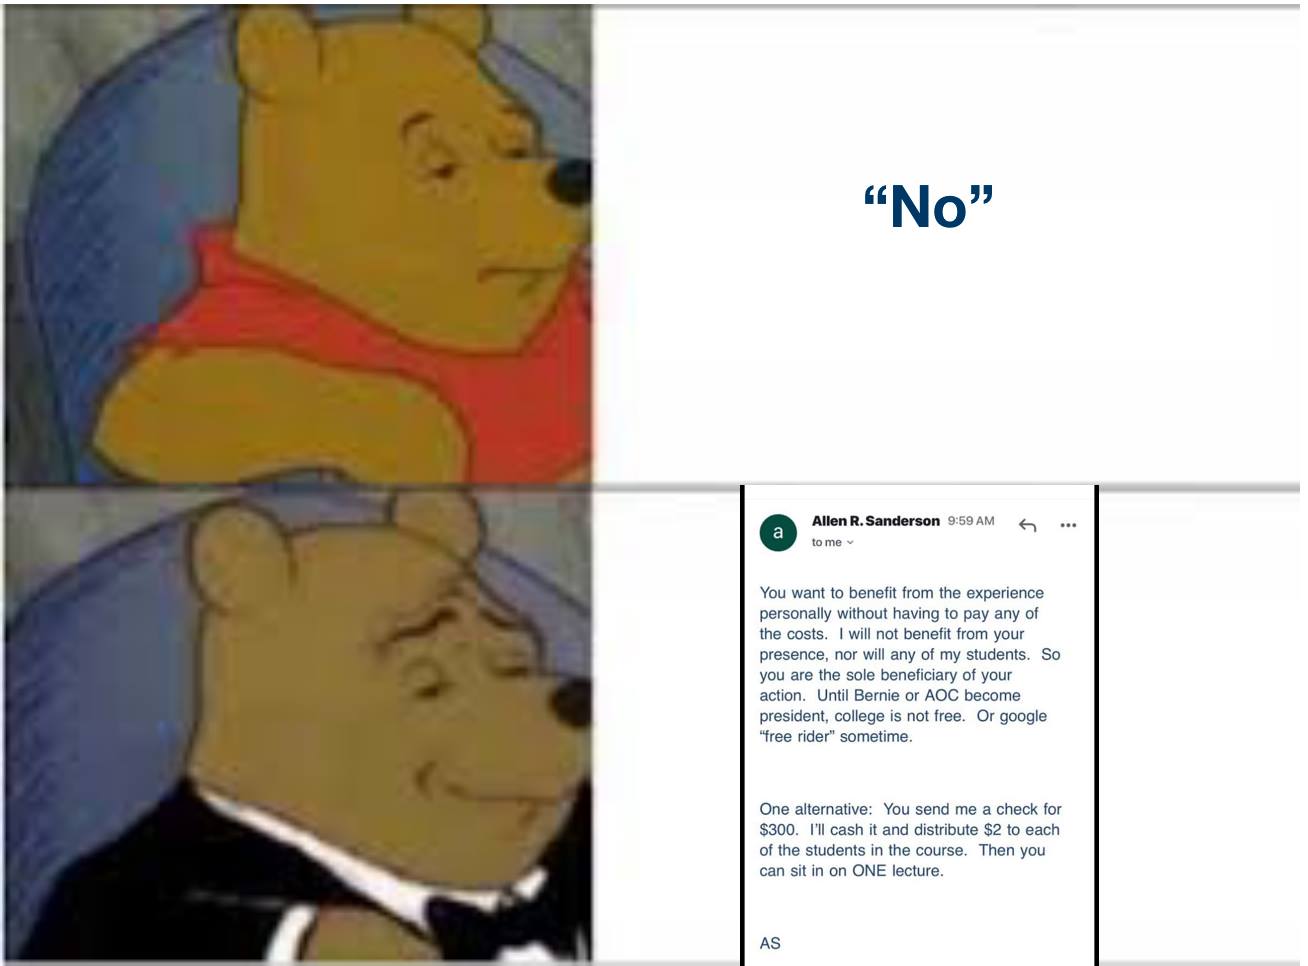 “No”
a
Allen R. Sanderson 9:59 AM
to me
You want to benefit from the experience
personally without having to pay any of
the costs.  I will not benefit from your
presence, nor will any of my students.  So
you are the sole beneficiary of your
action.  Until Bernie or AOC become
president, college is not free.  Or google
“free rider” sometime.
One alternative:  You send me a check for
$300.  I’ll cash it and distribute $2 to each
of the students in the course.  Then you
can sit in on ONE lecture.
AS